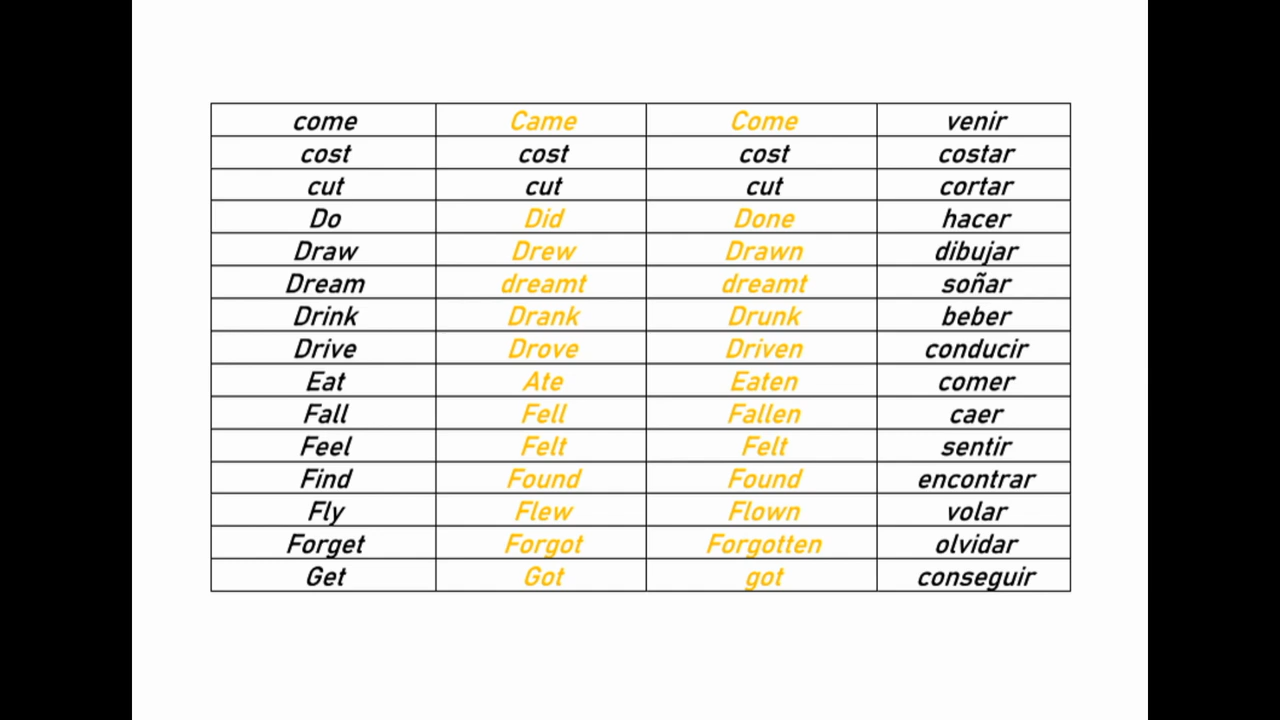 come Came Come venir
cost cost cost costar
cut cut cut cortar
Do Did Done hacer
Draw Drew Drawn dibujar
Dream dreamt dreamt soñar
Drink Drank Drunk beber
Drive Drove Driven conducir
Eat Ate Eaten comer
Fall Fell Fallen caer
Feel Felt Felt sentir
Find Found Found encontrar
Fly Flew Flown volar
Forget Forgot Forgotten olvidar
Get Got got conseguir